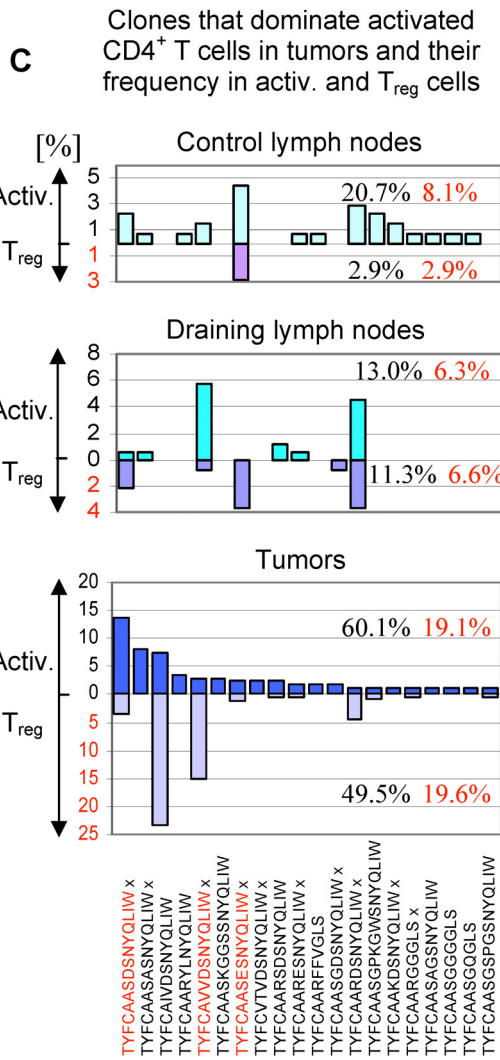 C
Clones that dominate activated
CD4+ T cells in tumors and their
frequency in activ. and Treg cells
[%]
Control lymph nodes
Activ.
Treg
5
3
1
1
3
20.7% 8.1%
2.9% 2.9%
Draining lymph nodes
Activ.
Treg
8
6
4
2
0
2
4
13.0% 6.3%
11.3% 6.6%
Tumors
Activ.
Treg
20
15
10
5
0
5
10
15
20
25
60.1% 19.1%
49.5% 19.6%
TYFCAASDSNYQLIW x
TYFCAASASNYQLIW x
TYFCAIVDSNYQLIW
TYFCAARYLNYQLIW
TYFCAVVDSNYQLIW x
TYFCAASKGGSSNYQLIW
TYFCAASESNYQLIW x
TYFCVTVDSNYQLIW x
TYFCAARSDSNYQLIW
TYFCAARESNYQLIW x
TYFCAARFFVGLS
TYFCAASGDSNYQLIW x
TYFCAARDSNYQLIW x
TYFCAASGPKGWSNYQLIW
TYFCAAKDSNYQLIW x
TYFCAARGGGLS x
TYFCAASAGSNYQLIW
TYFCAASGGGGLS
TYFCAASGQGLS
TYFCAASGSPGSNYQLIW